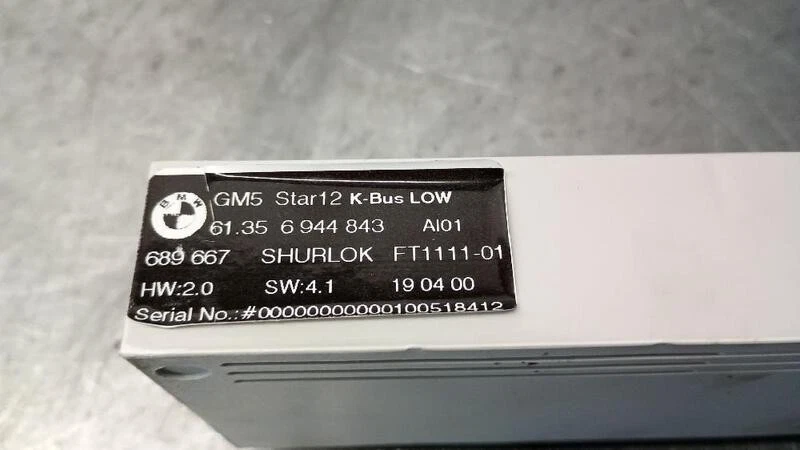 BMW
GM5 Star12 K-Bus LOW
61.35 6 944 843 AI01
689 667 SHURLOK FT1111-01
HW:2.0 SW:4.1 19 04 00
Serial No.:#00000000000100518412